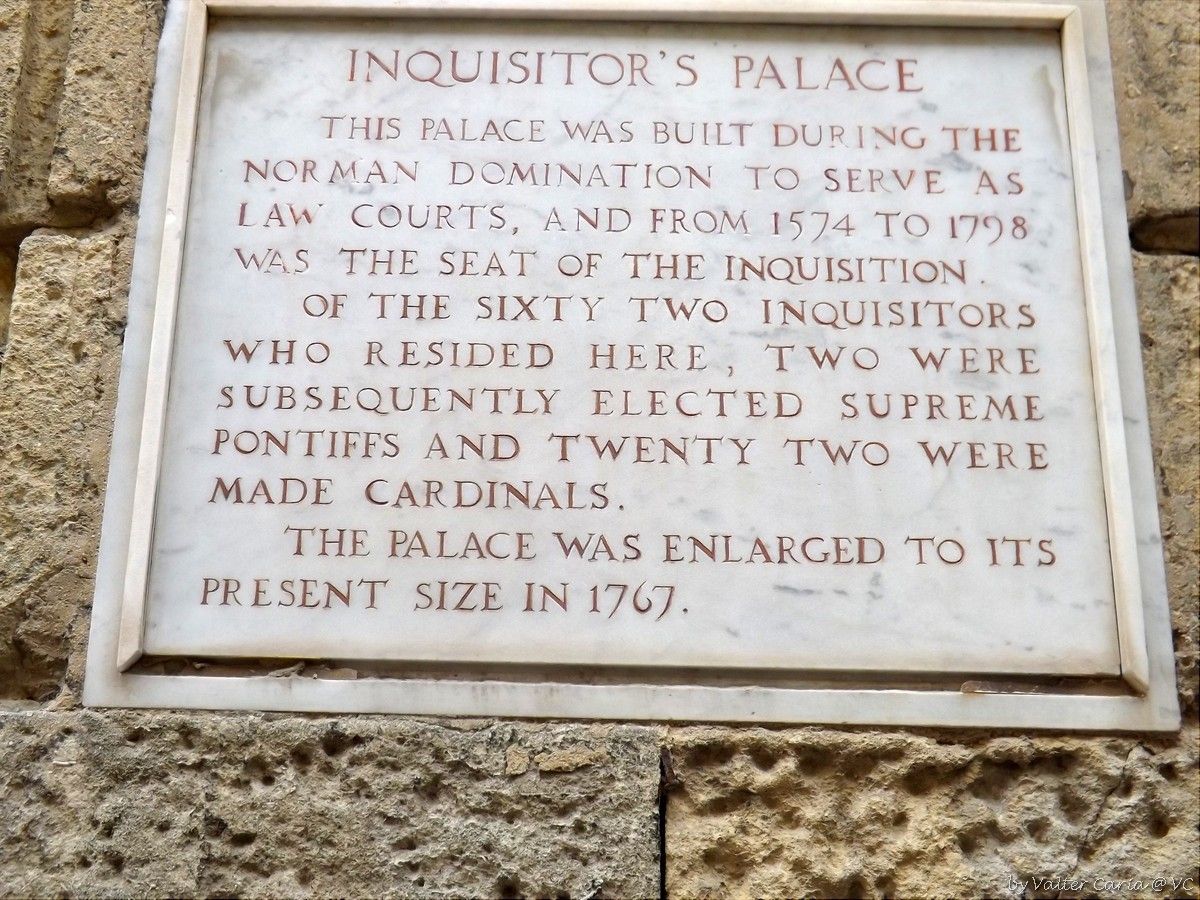 INQUISITOR'S PALACE
THIS PALACE WAS BUILT DURING THE
NORMAN DOMINATION TO SERVE AS
LAW COURTS, AND FROM 1574 TO 1798
WAS THE SEAT OF THE INQUISITION.
OF THE SIXTY TWO INQUISITORS
WHO RESIDED HERE, TWO WERE
SUBSEQUENTLY ELECTED SUPREME
PONTIFFS AND TWENTY TWO WERE
MADE CARDINALS.
THE PALACE WAS ENLARGED TO ITS
PRESENT SIZE IN 1767.
by Valter Caria @ VC